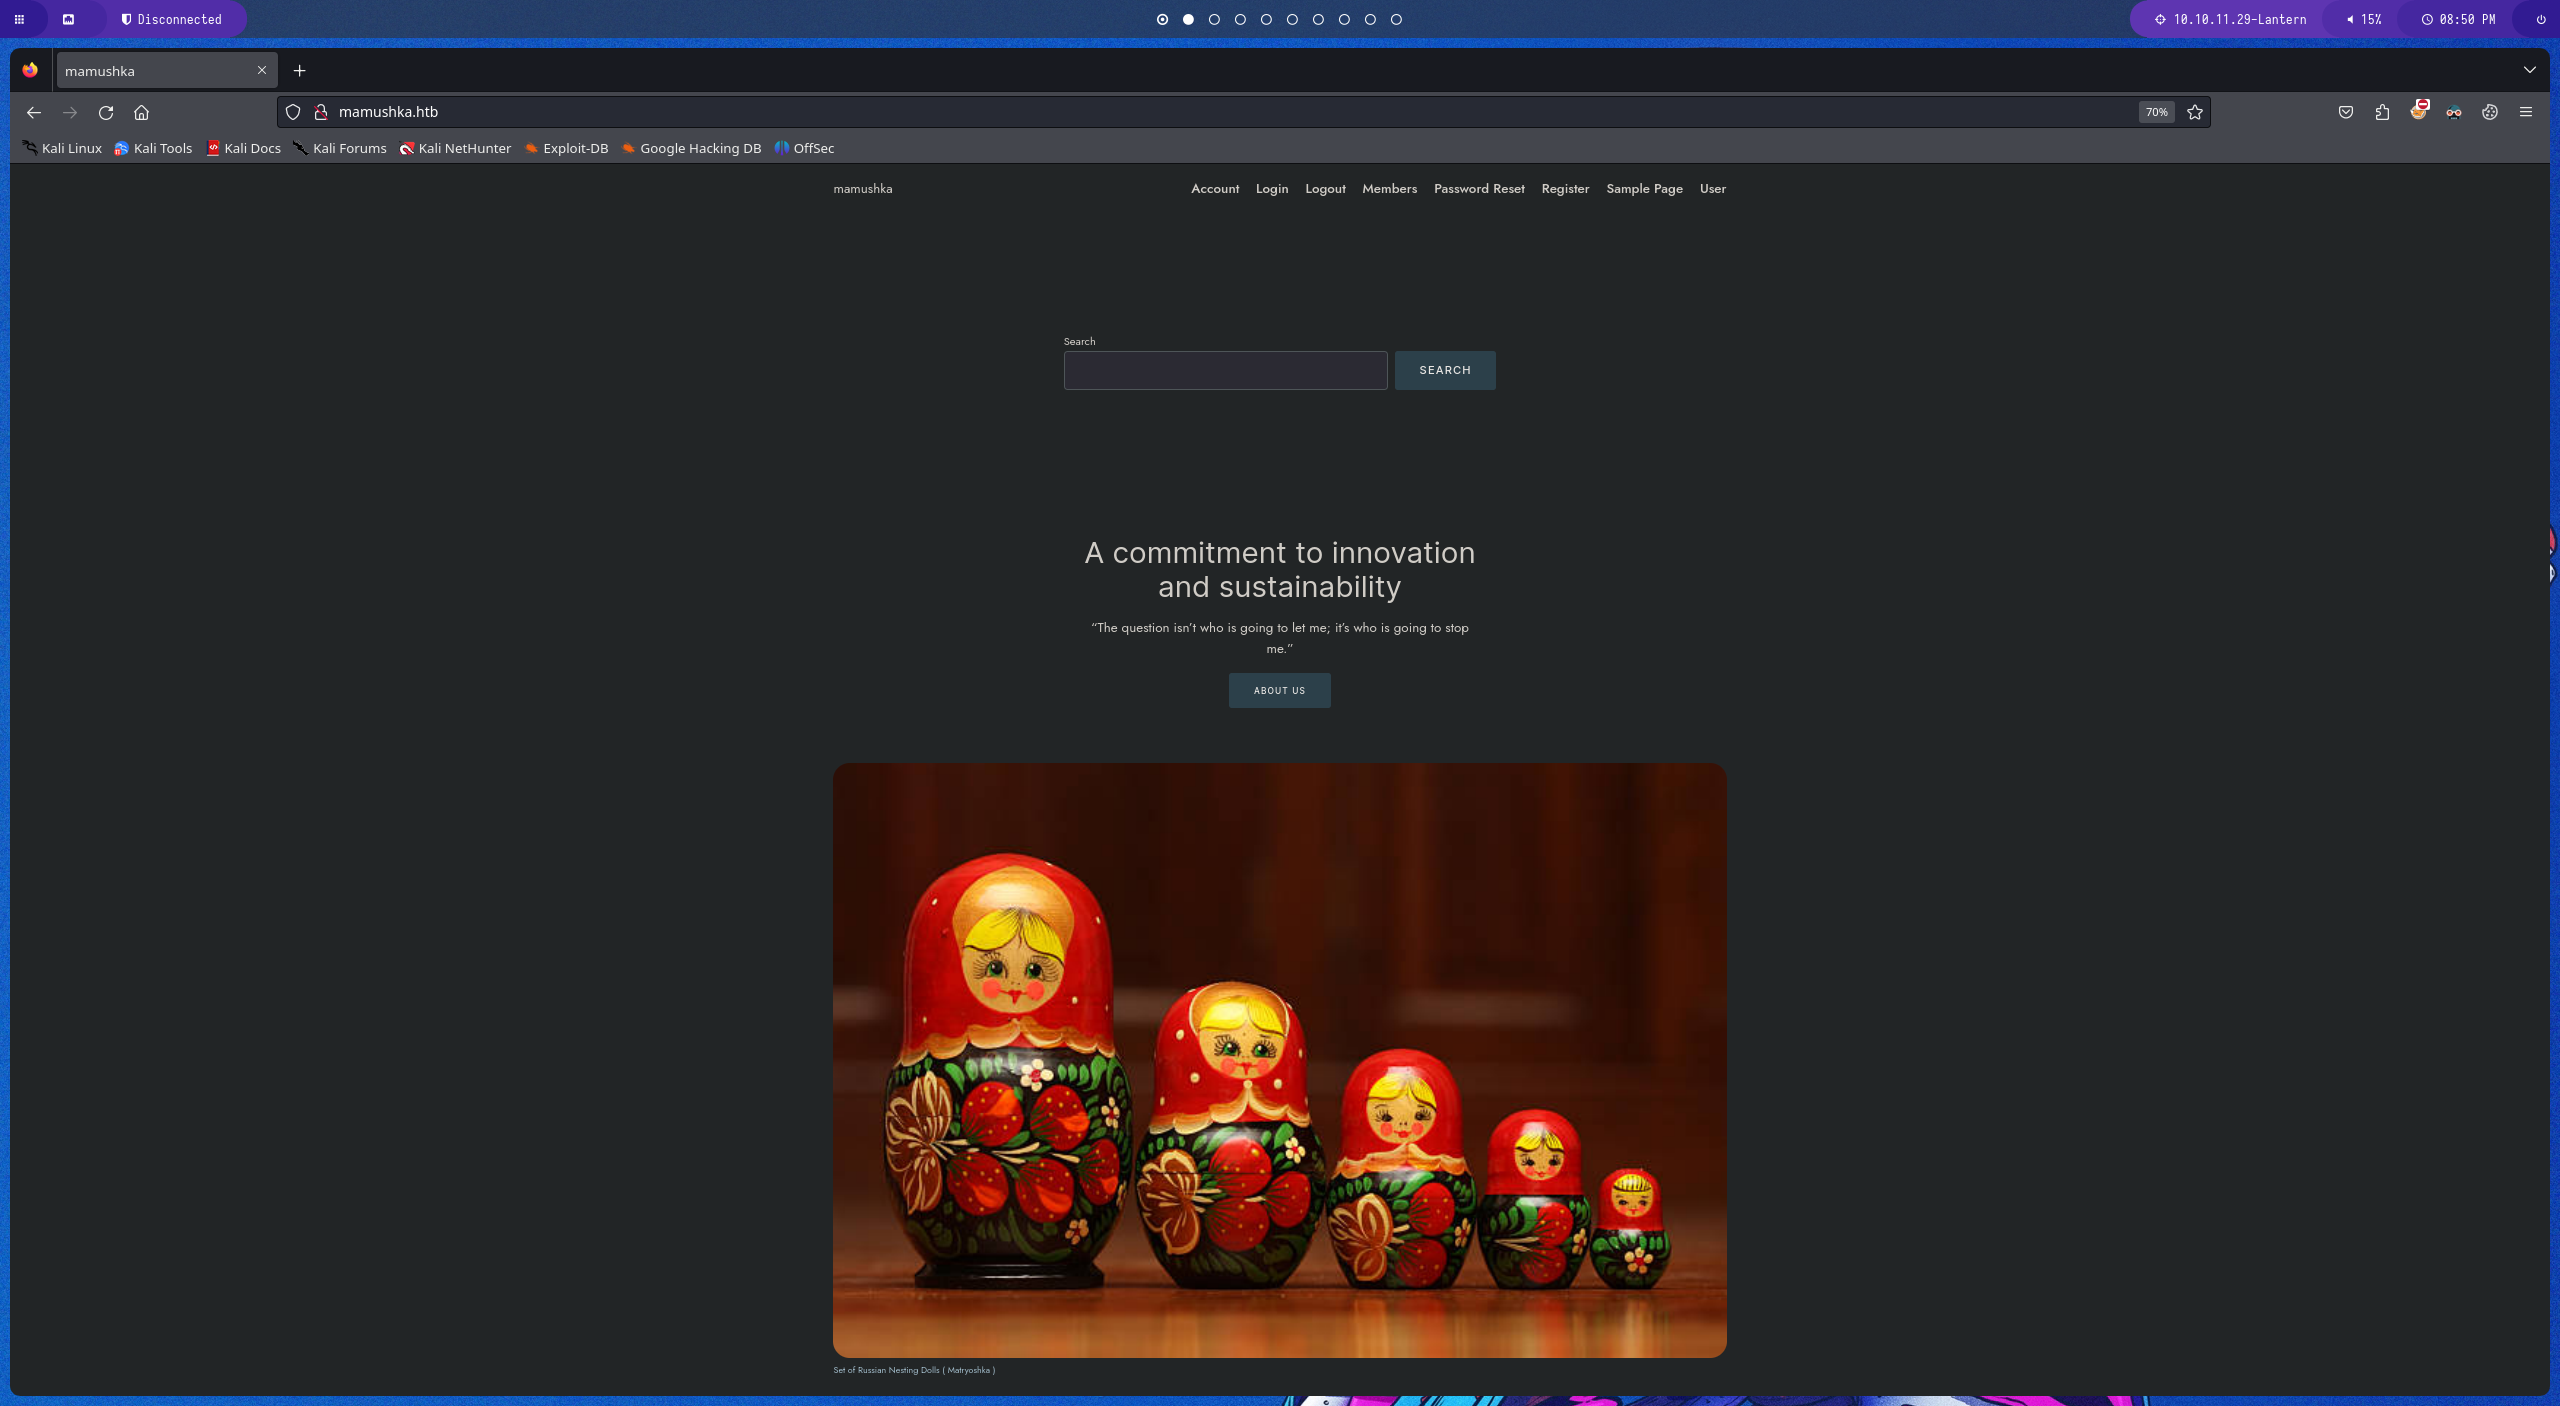 Disconnected
10.10.11.29-Lantern
15%
08:50 PM
mamushka
mamushka.htb
70%
Kali Linux
Kali Tools
Kali Docs
Kali Forums
Kali NetHunter
Exploit-DB
Google Hacking DB
OffSec
mamushka
Account
Login
Logout
Members
Password Reset
Register
Sample Page
User
Search
SEARCH
A commitment to innovation
and sustainability
“The question isn’t who is going to let me; it’s who is going to stop
me.”
ABOUT US
Set of Russian Nesting Dolls ( Matryoshka )